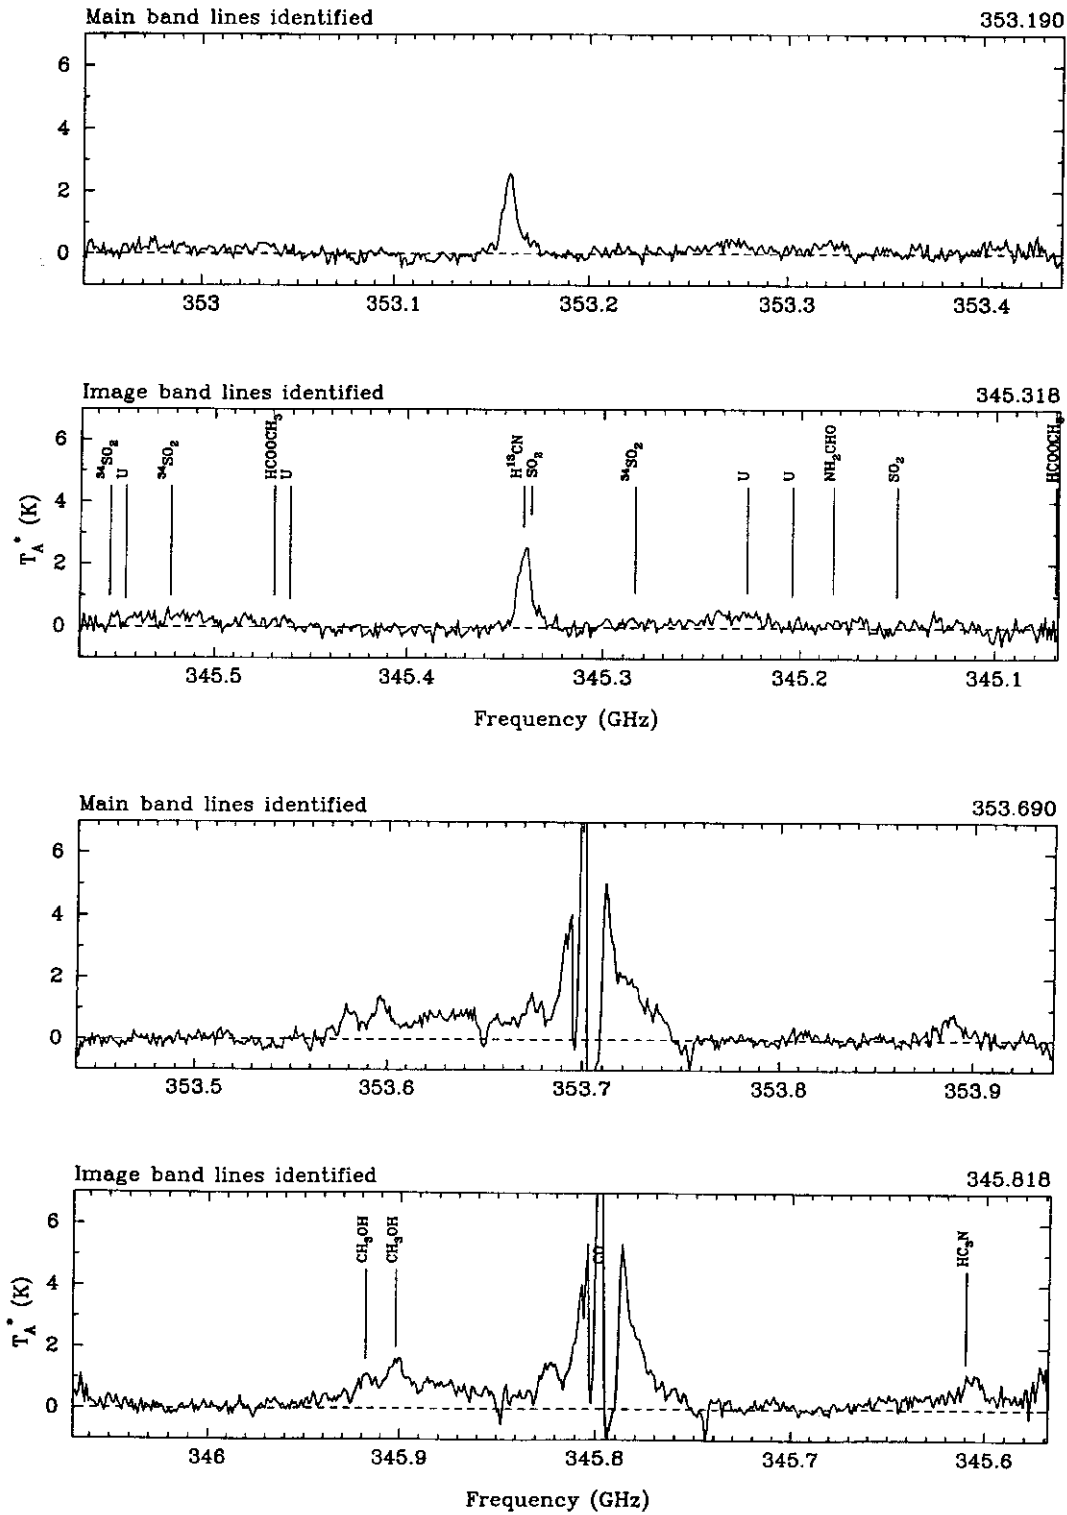 Main band lines identified 353.190
6
4
2
0
353 353.1 353.2 353.3 353.4
Image band lines identified 345.318
6
4
2
0
T_A^* (K)
³⁴SO₂
U
³⁴SO₂
HCOOCH₃
U
H¹³CN
SO₂
³⁴SO₂
U
U
NH₂CHO
SO₂
HCOOCH₃
345.5 345.4 345.3 345.2 345.1
Frequency (GHz)
Main band lines identified 353.690
6
4
2
0
353.5 353.6 353.7 353.8 353.9
Image band lines identified 345.818
6
4
2
0
T_A^* (K)
CH₃OH
CH₃OH
CO
HC₃N
346 345.9 345.8 345.7 345.6
Frequency (GHz)